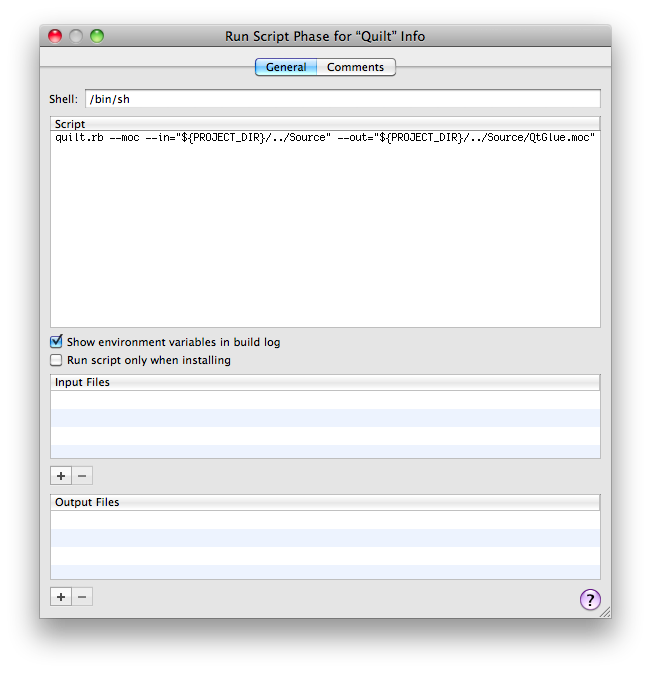 Run Script Phase for “Quilt” Info
General Comments
Shell: /bin/sh
Script
quilt.rb --moc --in="${PROJECT_DIR}/../Source" --out="${PROJECT_DIR}/../Source/QtGlue.moc"
Show environment variables in build log
Run script only when installing
Input Files
+ −
Output Files
+ −
?